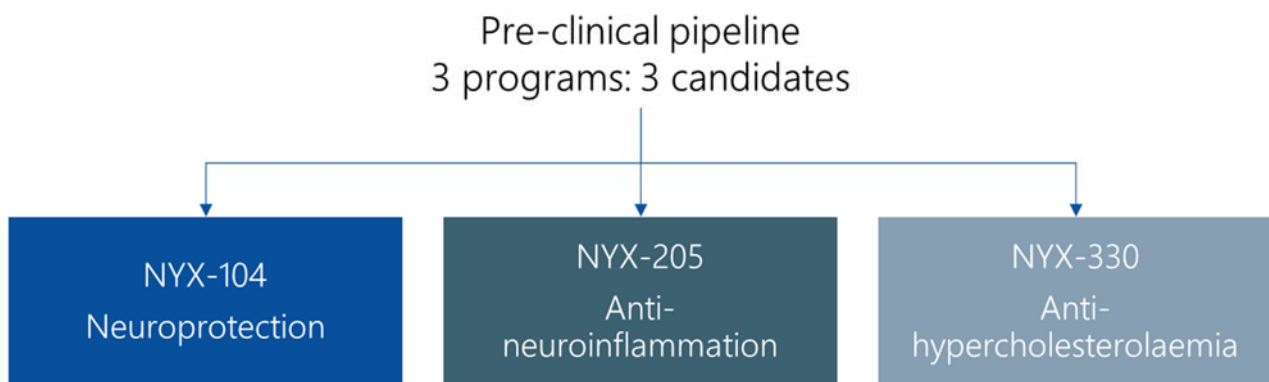 Pre-clinical pipeline
3 programs: 3 candidates
NYX-104
Neuroprotection
NYX-205
Anti-
neuroinflammation
NYX-330
Anti-
hypercholesterolaemia